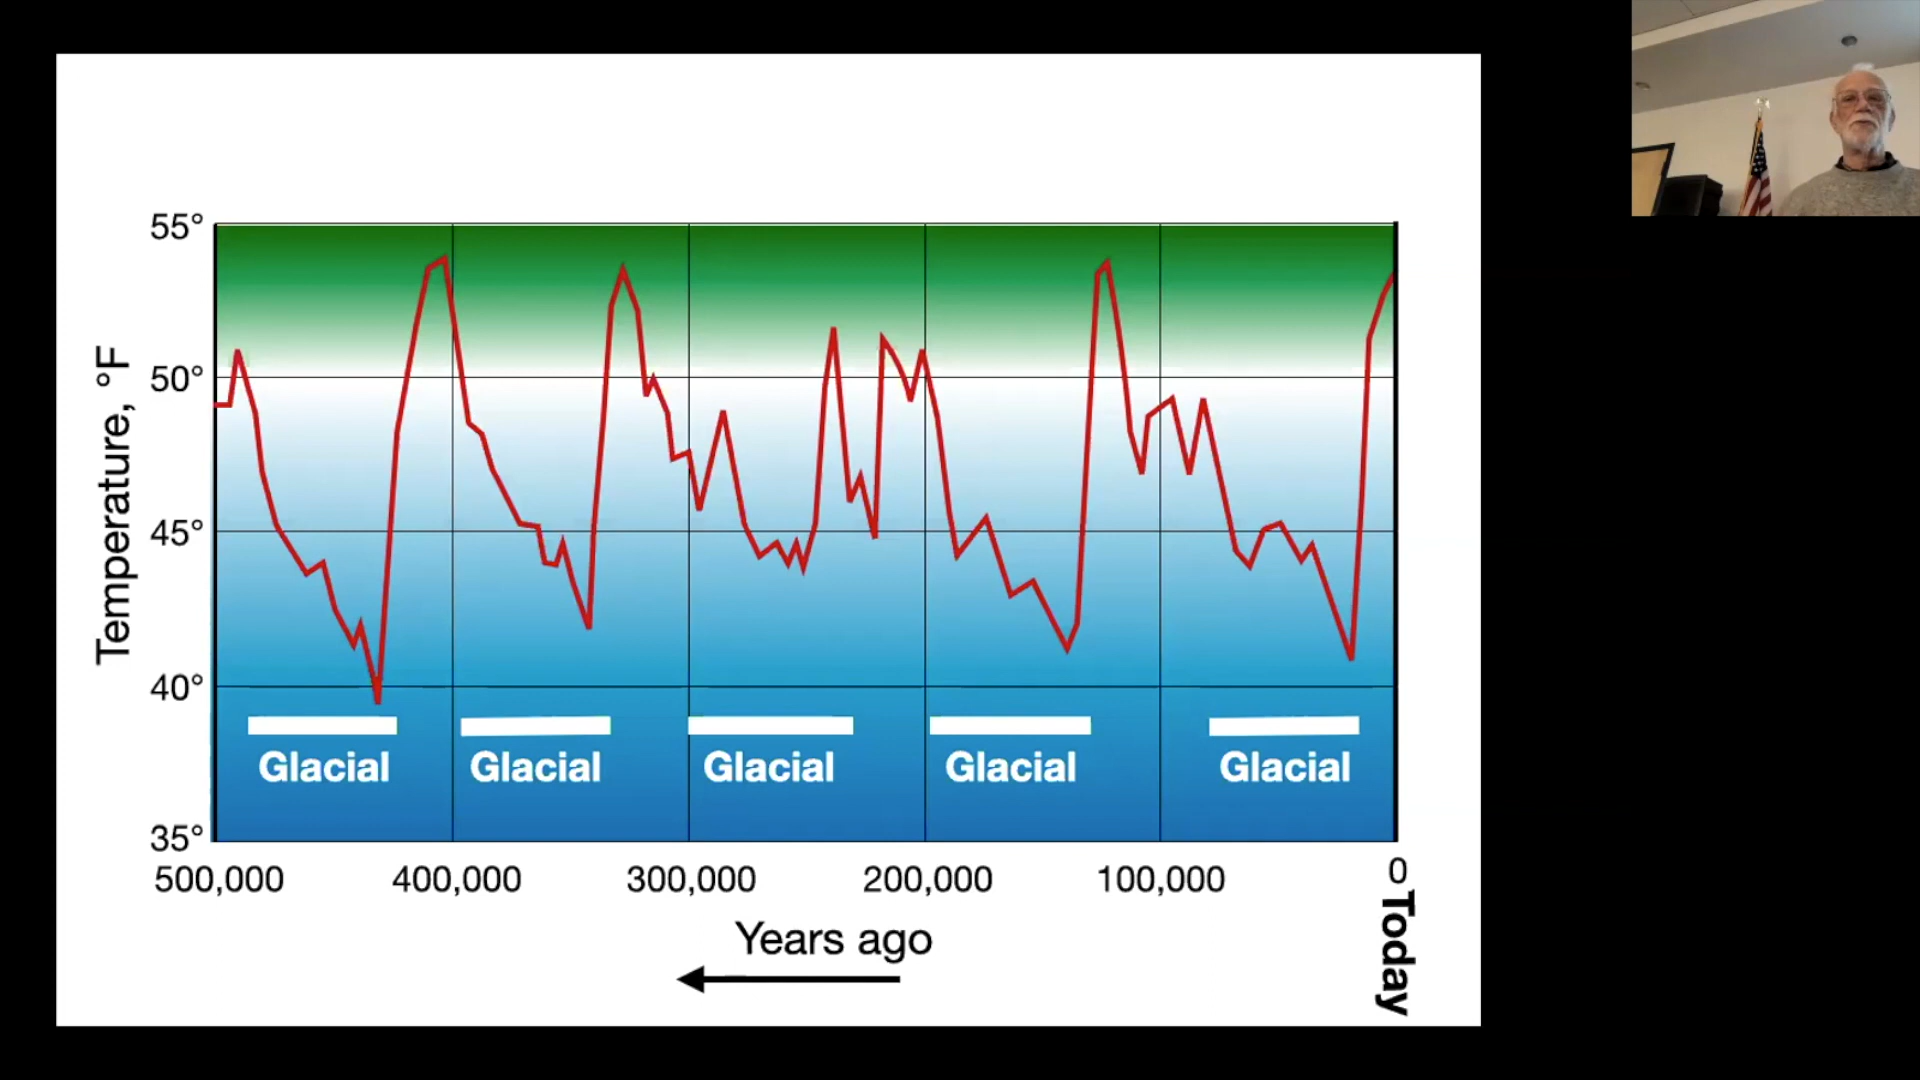 55°
50°
45°
40°
35°
Temperature, °F
Glacial Glacial Glacial Glacial Glacial
500,000 400,000 300,000 200,000 100,000 0
Today
Years ago